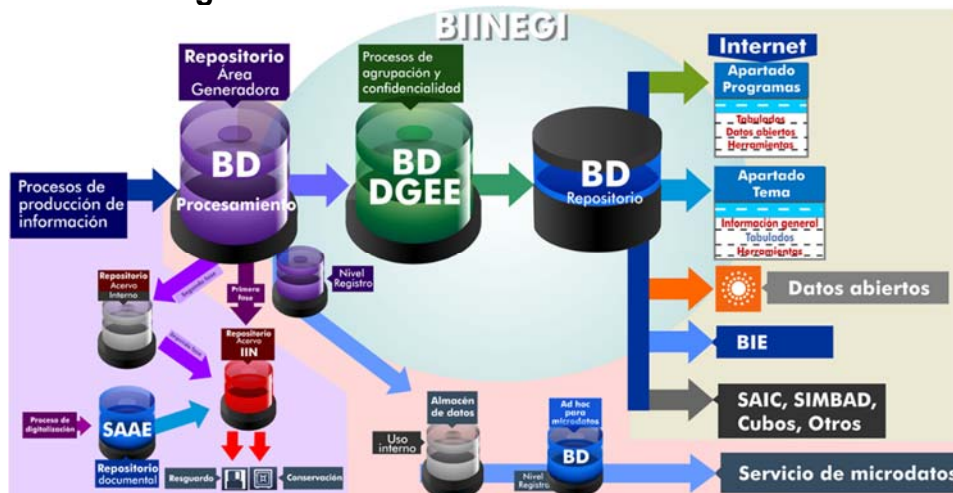 BIINEGI
Repositorio
Área
Generadora
Procesos de
agrupación y
confidencialidad
Internet
Apartado
Programas
Tabulados
Datos abiertos
Herramientas
BD
Procesamiento
BD
DGEE
BD
Repositorio
Procesos de
producción de
información
Apartado
Tema
Información general
Tabulados
Herramientas
Repositorio
Acervo
Interno
Segunda fase
Primera
fase
Nivel
Registro
Datos abiertos
Repositorio
Acervo
IIN
BIE
Proceso de
digitalización
SAAE
Repositorio
documental
Resguardo
Conservación
Almacén
de datos
Uso
interno
Ad hoc
para
microdatos
BD
Nivel
Registro
SAIC, SIMBAD,
Cubos, Otros
Servicio de microdatos